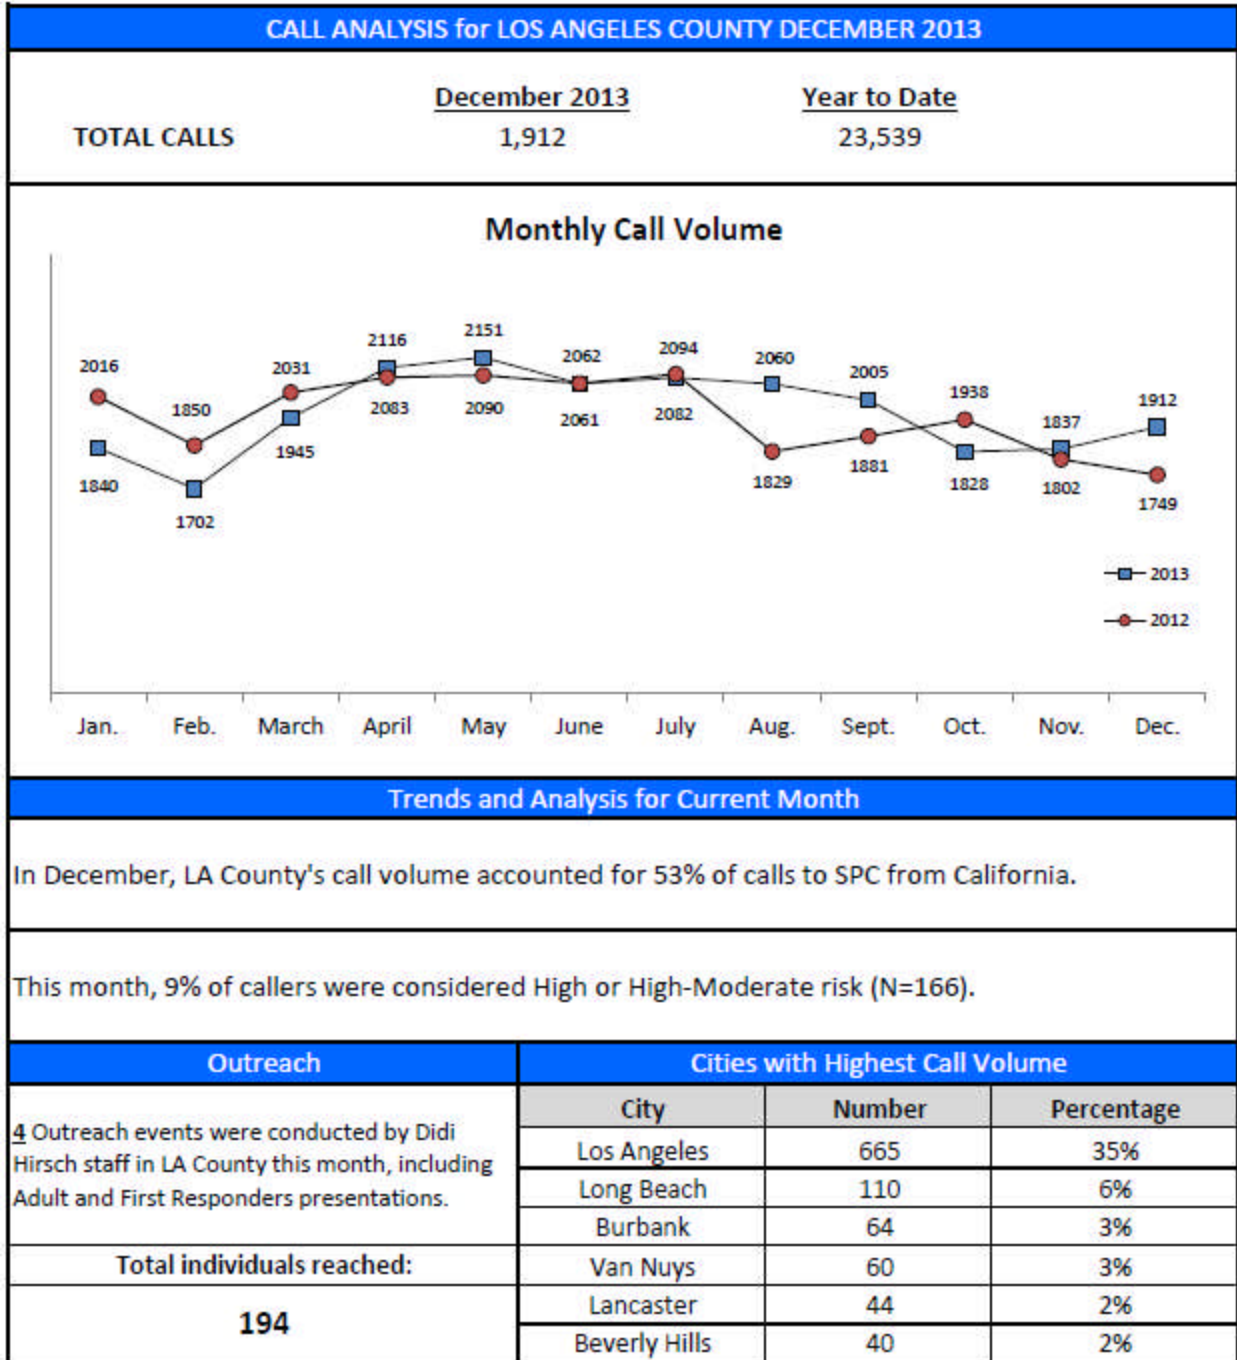 CALL ANALYSIS for LOS ANGELES COUNTY DECEMBER 2013
December 2013 Year to Date
TOTAL CALLS 1,912 23,539
Monthly Call Volume
2016 1850 2031 2116 2151 2062 2094 2060 2005 1938 1837 1912
1840 1702 1945 2083 2090 2061 2082 1829 1881 1828 1802 1749
2013
2012
Jan. Feb. March April May June July Aug. Sept. Oct. Nov. Dec.
Trends and Analysis for Current Month
In December, LA County's call volume accounted for 53% of calls to SPC from California.
This month, 9% of callers were considered High or High-Moderate risk (N=166).
Outreach
4 Outreach events were conducted by Didi
Hirsch staff in LA County this month, including
Adult and First Responders presentations.
Total individuals reached:
194
Cities with Highest Call Volume
City Number Percentage
Los Angeles 665 35%
Long Beach 110 6%
Burbank 64 3%
Van Nuys 60 3%
Lancaster 44 2%
Beverly Hills 40 2%